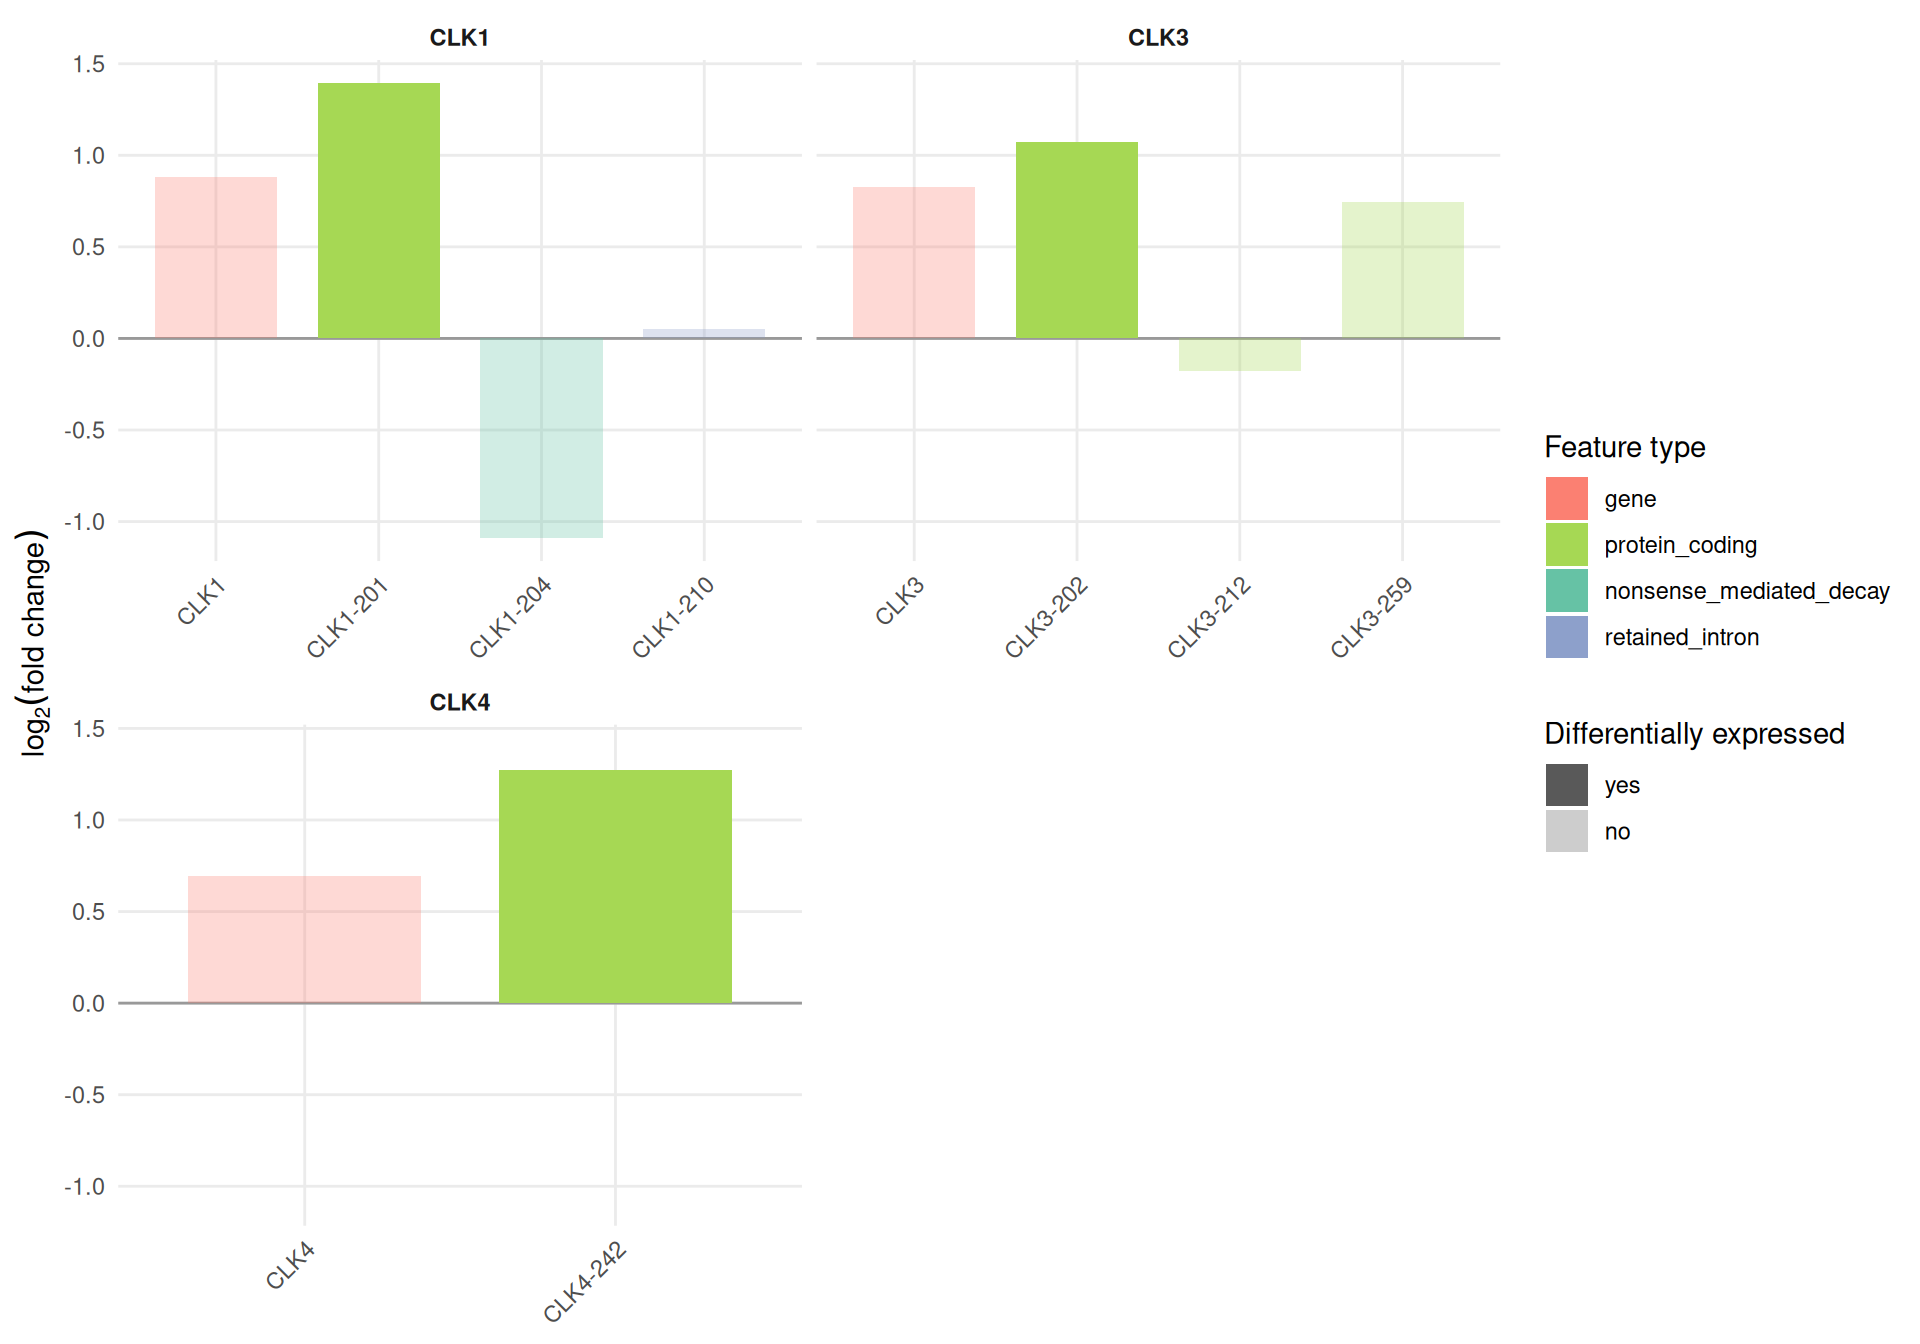 CLK1
CLK3
1.5
1.0
0.5
0.0
-0.5
-1.0
CLK1
CLK1-201
CLK1-204
CLK1-210
CLK3
CLK3-202
CLK3-212
CLK3-259
log2(fold change)
CLK4
1.5
1.0
0.5
0.0
-0.5
-1.0
CLK4
CLK4-242
Feature type
gene
protein_coding
nonsense_mediated_decay
retained_intron
Differentially expressed
yes
no